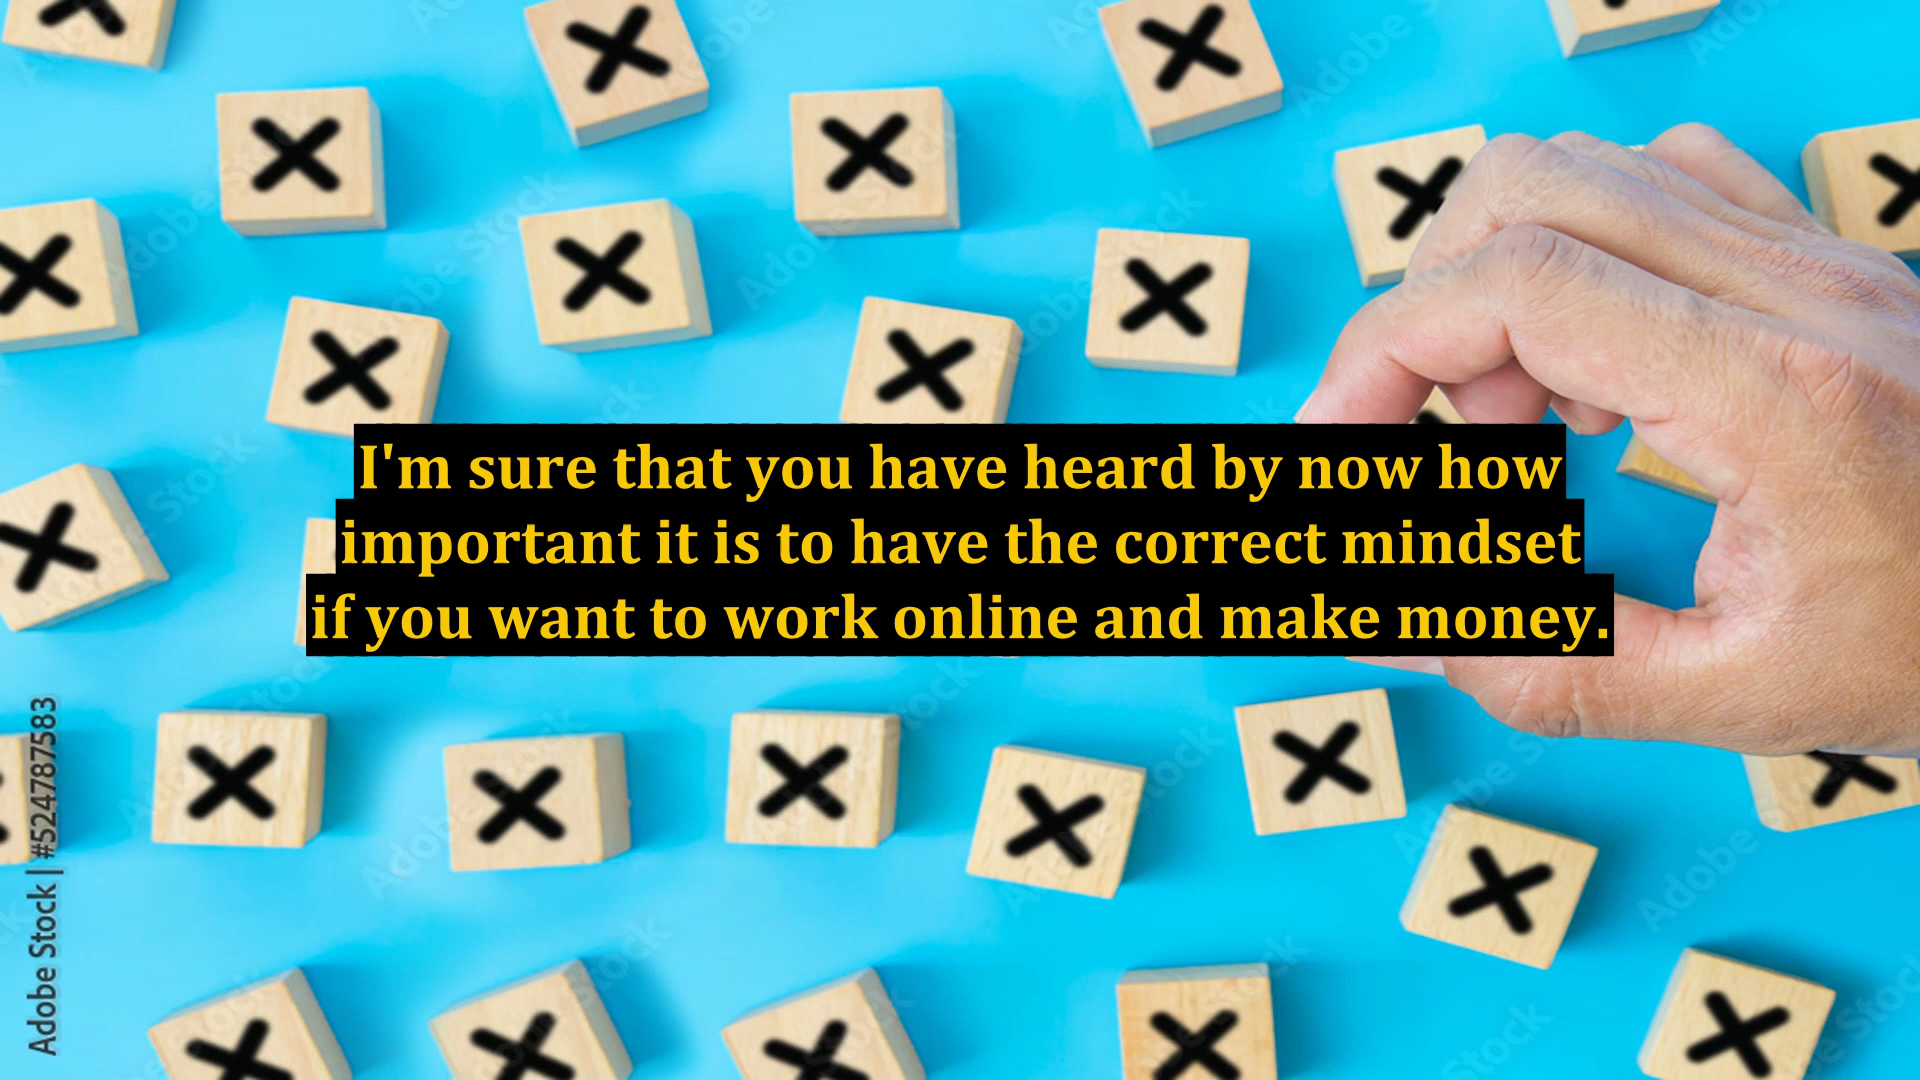 I'm sure that you have heard by now how
important it is to have the correct mindset
if you want to work online and make money.
Adobe Stock | #524787583